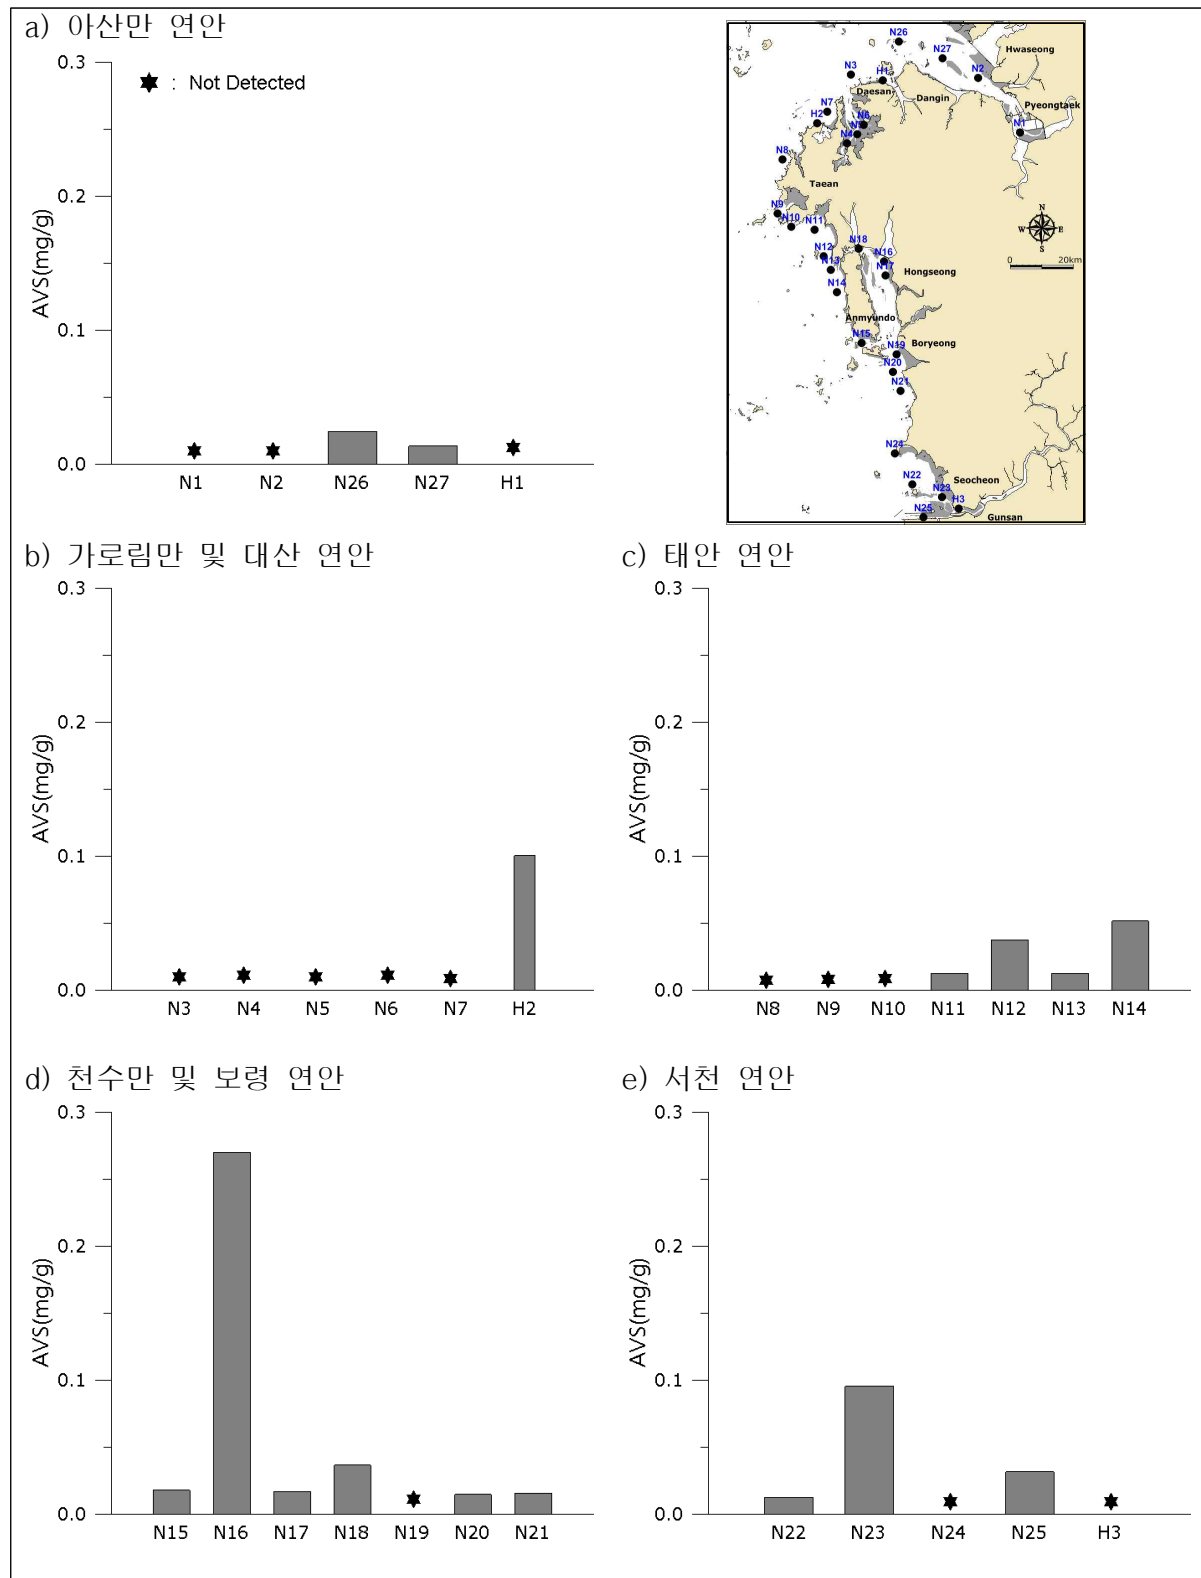 a) 아산만 연안
0.3
0.2
0.1
0.0
AVS(mg/g)
: Not Detected
N1 N2 N26 N27 H1
N26
N27
Hwaseong
N2
N3
H1
Daesan
Dangin
Pyeongtaek
N7
H2
N6
N5
N4
N1
N8
Taean
N9
N10
N11
N
W E
S
N18
N12
N16
N13
N17
Hongseong
0 20km
N14
Anmyundo
N15
Boryeong
N19
N20
N21
N24
N22
Seocheon
N23
H3
N25
Gunsan
b) 가로림만 및 대산 연안
0.3
0.2
0.1
0.0
AVS(mg/g)
N3 N4 N5 N6 N7 H2
c) 태안 연안
0.3
0.2
0.1
0.0
AVS(mg/g)
N8 N9 N10 N11 N12 N13 N14
d) 천수만 및 보령 연안
0.3
0.2
0.1
0.0
AVS(mg/g)
N15 N16 N17 N18 N19 N20 N21
e) 서천 연안
0.3
0.2
0.1
0.0
AVS(mg/g)
N22 N23 N24 N25 H3